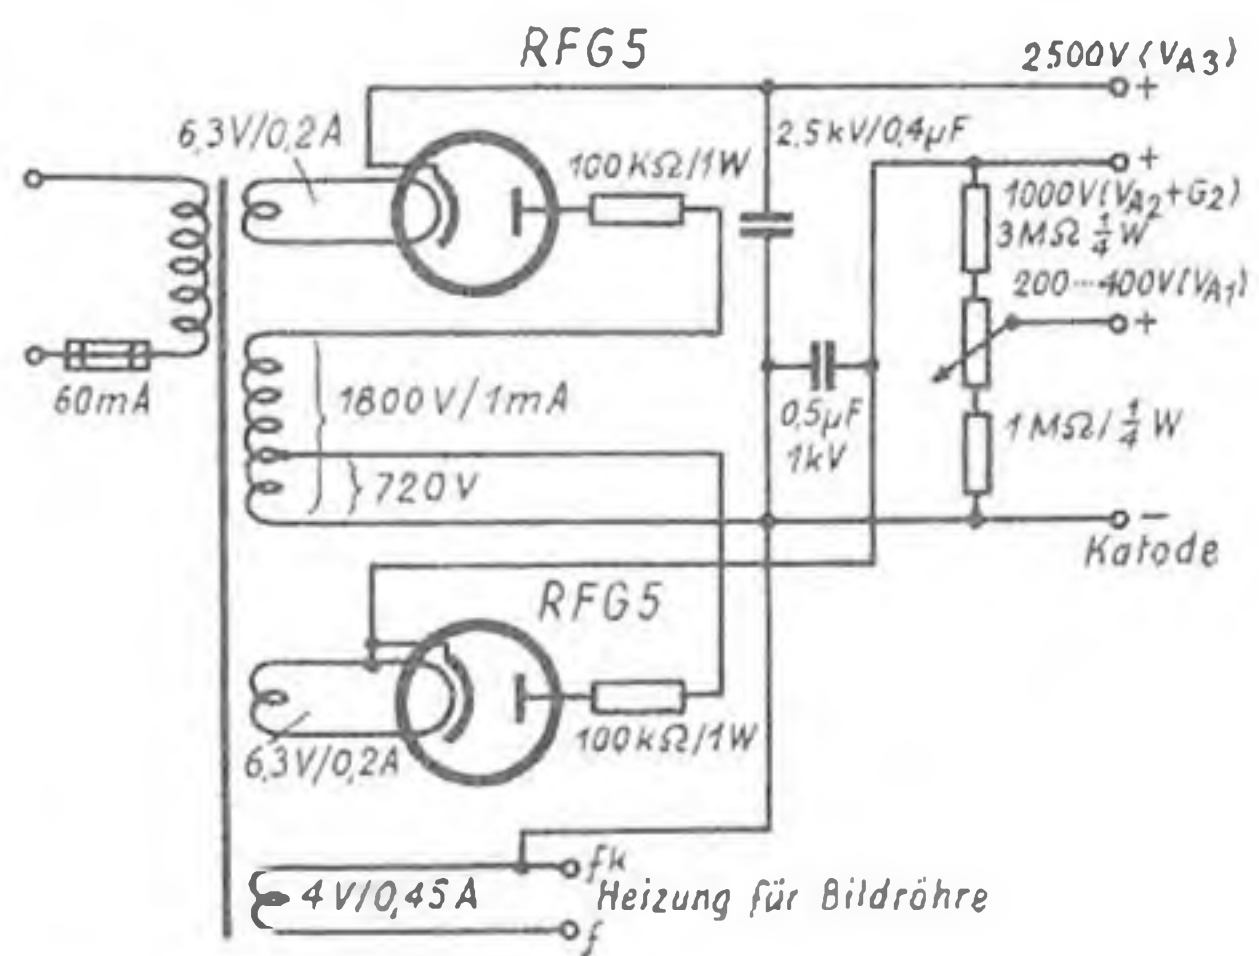 RFG5
2500V (VA3)
+
6,3V/0,2A
2,5kV/0,4µF
100KΩ/1W
+
1000V(VA2+G2)
3MΩ 1/4 W
200---400V(VA1)
+
60mA
1800V/1mA
0,5µF
1kV
1MΩ/ 1/4 W
720V
-
Katode
RFG5
6,3V/0,2A
100kΩ/1W
fk
4V/0,45A
Heizung für Bildröhre
f